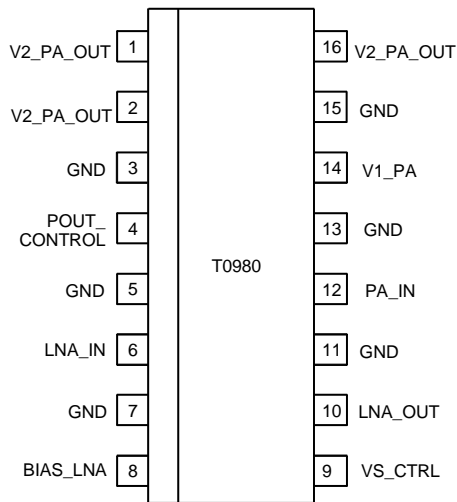 V2_PA_OUT 1
16 V2_PA_OUT
V2_PA_OUT 2
15 GND
GND 3
14 V1_PA
POUT_
CONTROL 4
13 GND
T0980
GND 5
12 PA_IN
LNA_IN 6
11 GND
GND 7
10 LNA_OUT
BIAS_LNA 8
9 VS_CTRL